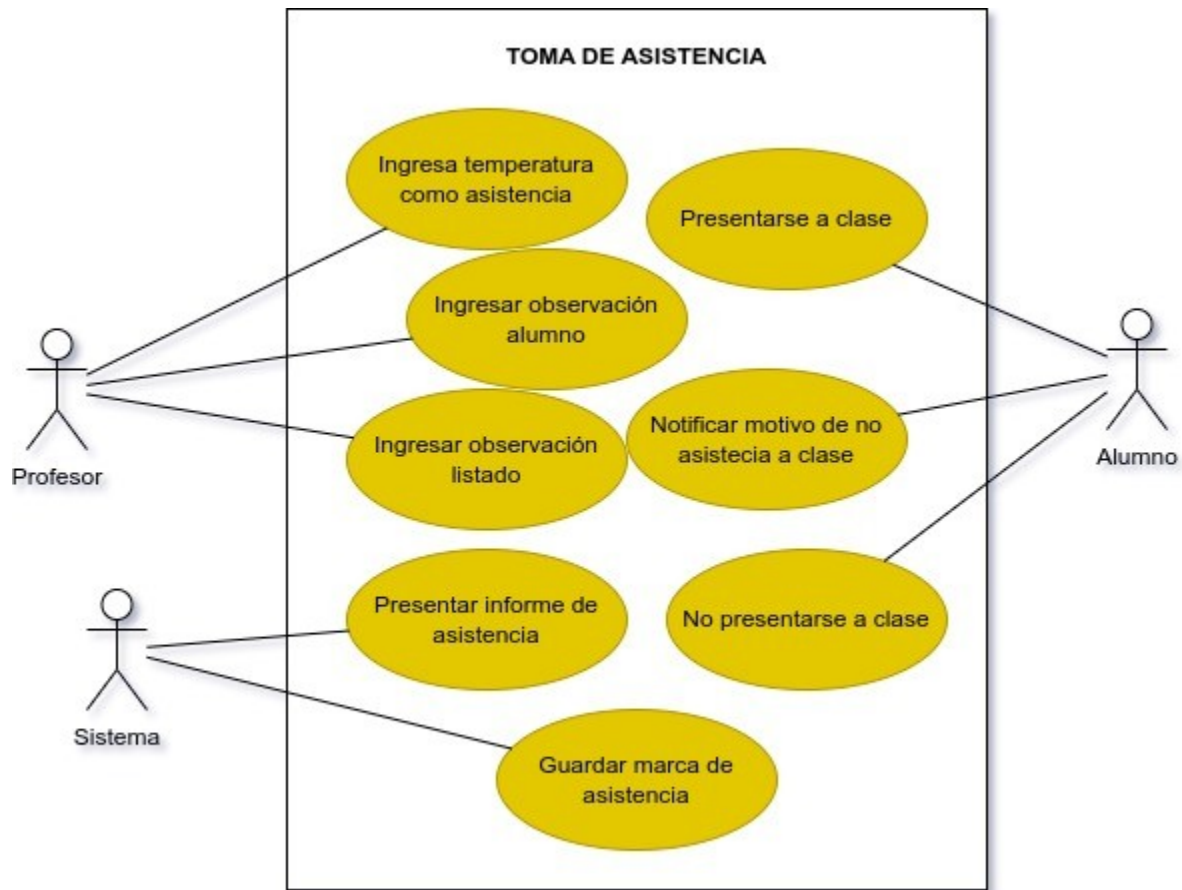 TOMA DE ASISTENCIA
Ingresa temperatura
como asistencia
Presentarse a clase
Ingresar observación
alumno
Notificar motivo de no
asistecia a clase
Ingresar observación
listado
Profesor
Alumno
Presentar informe de
asistencia
No presentarse a clase
Sistema
Guardar marca de
asistencia